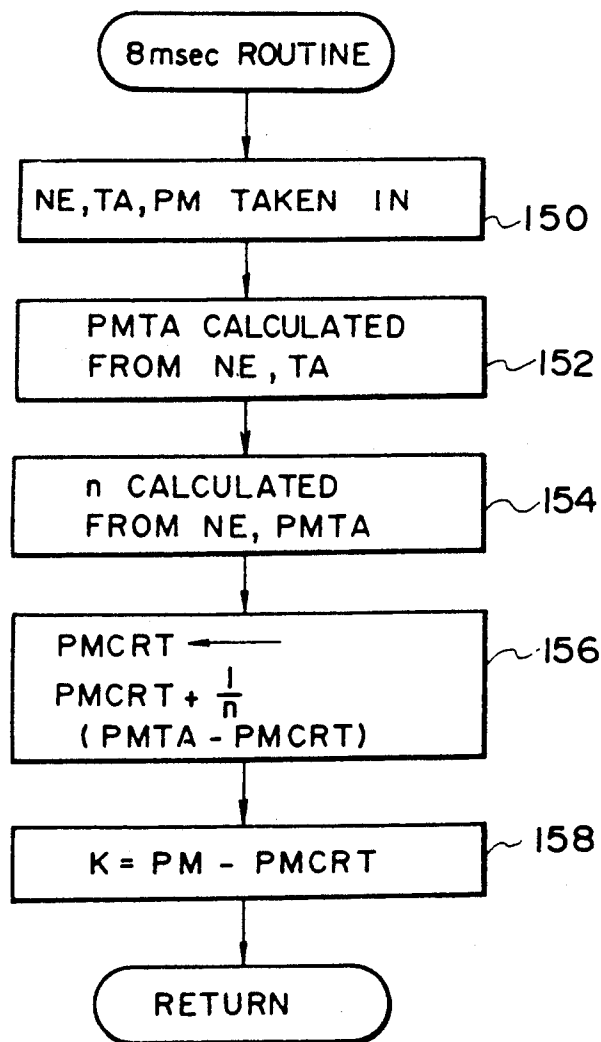 8msec ROUTINE
NE, TA, PM TAKEN IN
150
PMTA CALCULATED
FROM NE, TA
152
n CALCULATED
FROM NE, PMTA
154
PMCRT ←
PMCRT + 1/n
(PMTA - PMCRT)
156
K = PM - PMCRT
158
RETURN